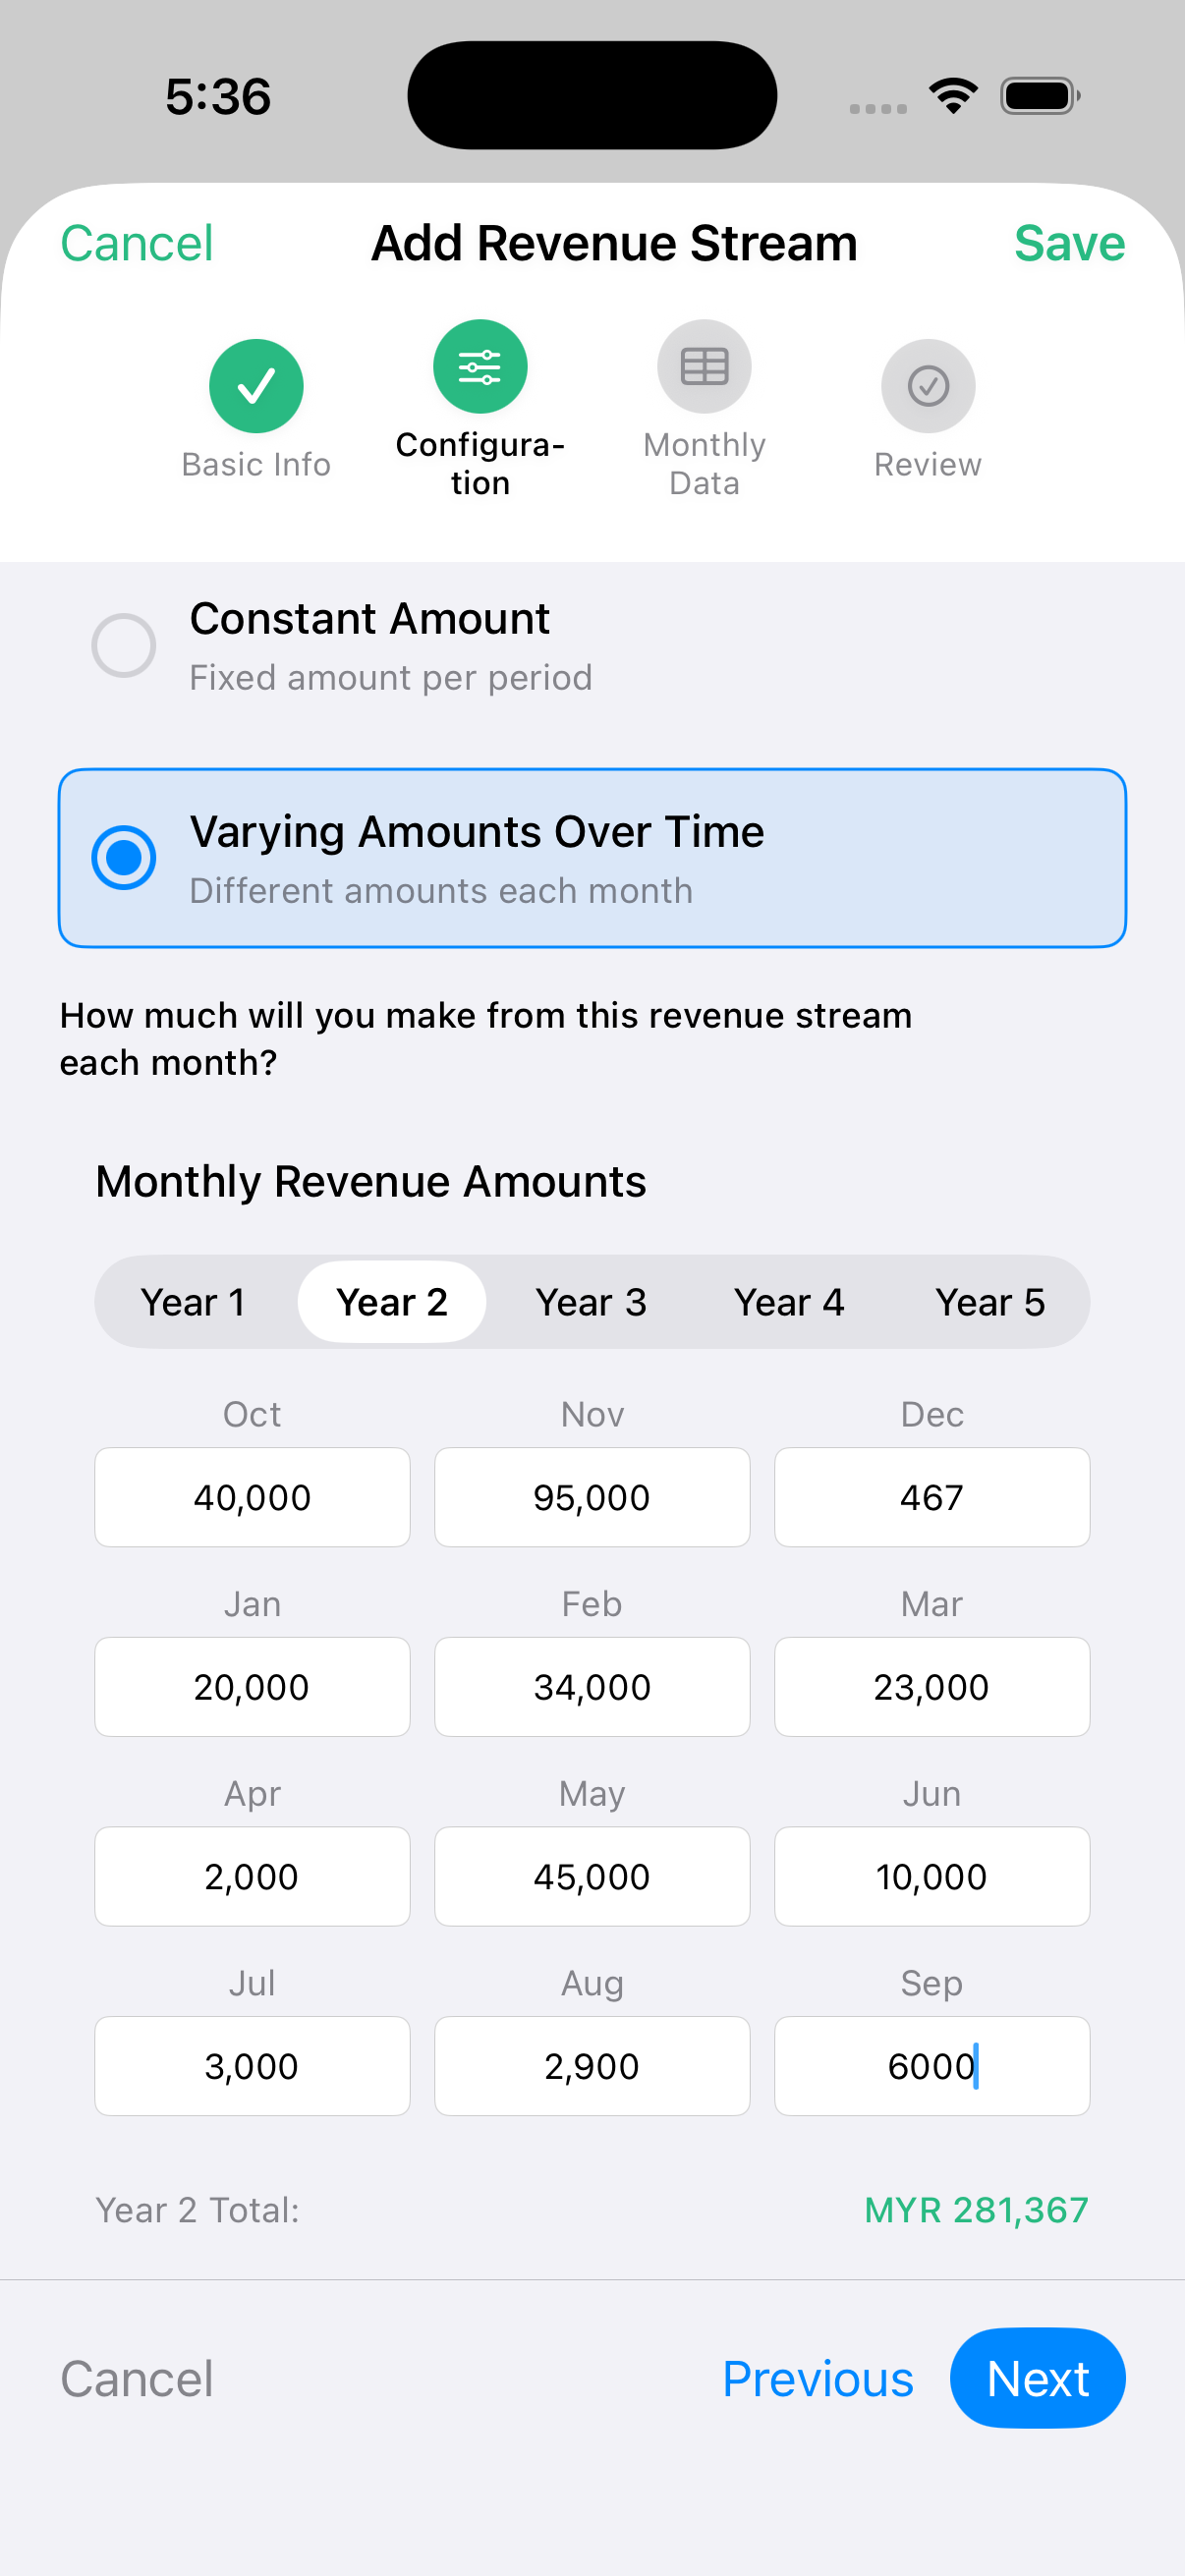 5:36
Cancel Add Revenue Stream Save
Basic Info
Configura-
tion
Monthly
Data
Review
Constant Amount
Fixed amount per period
Varying Amounts Over Time
Different amounts each month
How much will you make from this revenue stream
each month?
Monthly Revenue Amounts
Year 1 Year 2 Year 3 Year 4 Year 5
Oct Nov Dec
40,000 95,000 467
Jan Feb Mar
20,000 34,000 23,000
Apr May Jun
2,000 45,000 10,000
Jul Aug Sep
3,000 2,900 6000
Year 2 Total: MYR 281,367
Cancel Previous Next